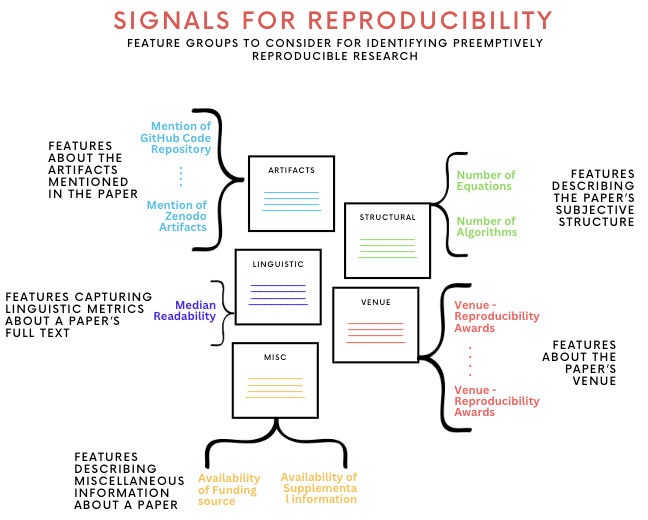 SIGNALS FOR REPRODUCIBILITY
FEATURE GROUPS TO CONSIDER FOR IDENTIFYING PREEMPTIVELY
REPRODUCIBLE RESEARCH
FEATURES
ABOUT THE
ARTIFACTS
MENTIONED
IN THE PAPER
Mention of
GitHub Code
Repository
Mention of
Zenodo
Artifacts
ARTIFACTS
STRUCTURAL
Number of
Equations
Number of
Algorithms
FEATURES
DESCRIBING
THE PAPER'S
SUBJECTIVE
STRUCTURE
FEATURES CAPTURING
LINGUISTIC METRICS
ABOUT A PAPER'S
FULL TEXT
Median
Readability
LINGUISTIC
VENUE
Venue -
Reproducibility
Awards
Venue -
Reproducibility
Awards
FEATURES
ABOUT THE
PAPER'S
VENUE
MISC
FEATURES
DESCRIBING
MISCELLANEOUS
INFORMATION
ABOUT A PAPER
Availability
of Funding
source
Availability of
Supplementa
l information